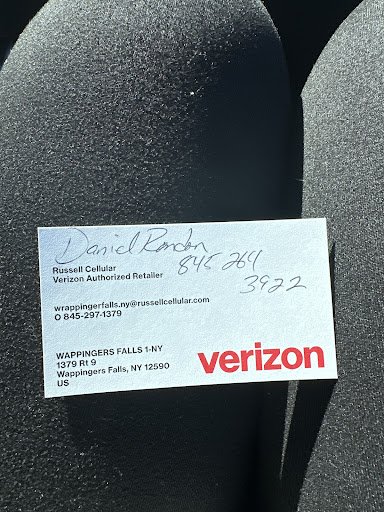 Daniel Rondon
Russell Cellular
Verizon Authorized Retailer
845 264
3922
wrappingerfalls.ny@russellcellular.com
O 845-297-1379
WAPPINGERS FALLS 1-NY
1379 Rt 9
Wappingers Falls, NY 12590
US
verizon